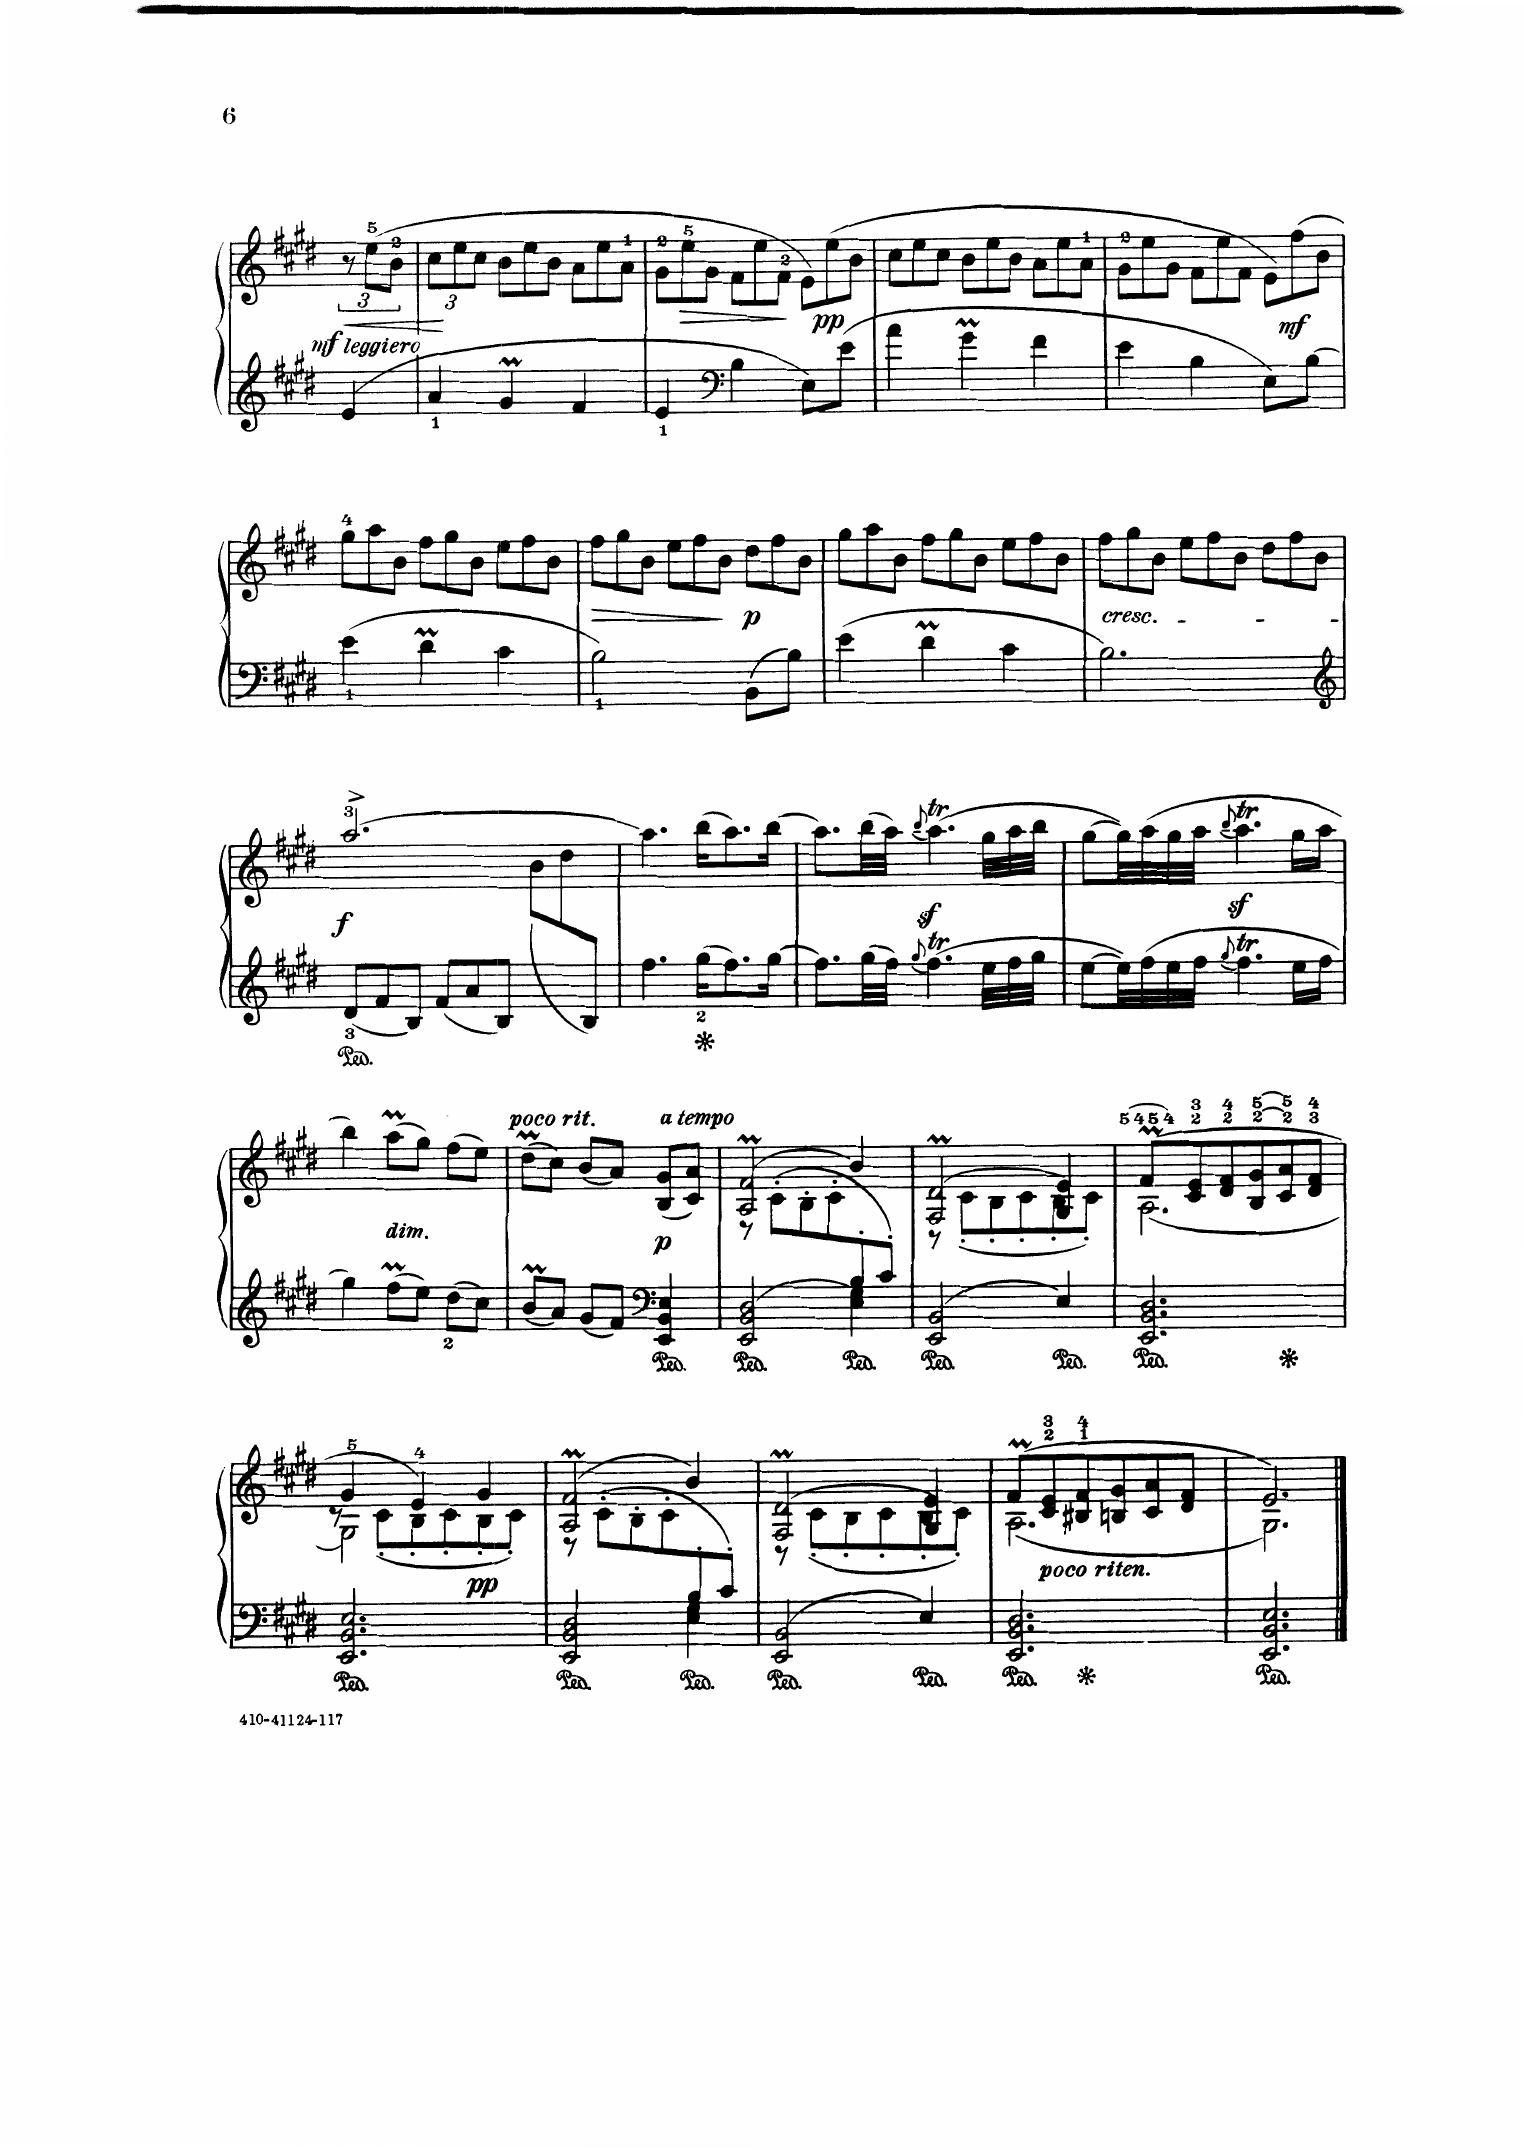 6
5 2 1 2 5 2 1 2
3 3
mf leggiero pp mf
1 1
4
p cresc.
1 1
3
f sf sf
tr tr
tr tr
3 2
Ped.
poco rit. a tempo
5 4 5 4 3 2 4 2 5 2 5 2 4 3
dim. p
2
Ped. Ped. Ped. Ped. Ped. Ped.
5 4 3 2 4 1
pp poco riten.
Ped. Ped. Ped. Ped. Ped. Ped. Ped.
410-41124-117